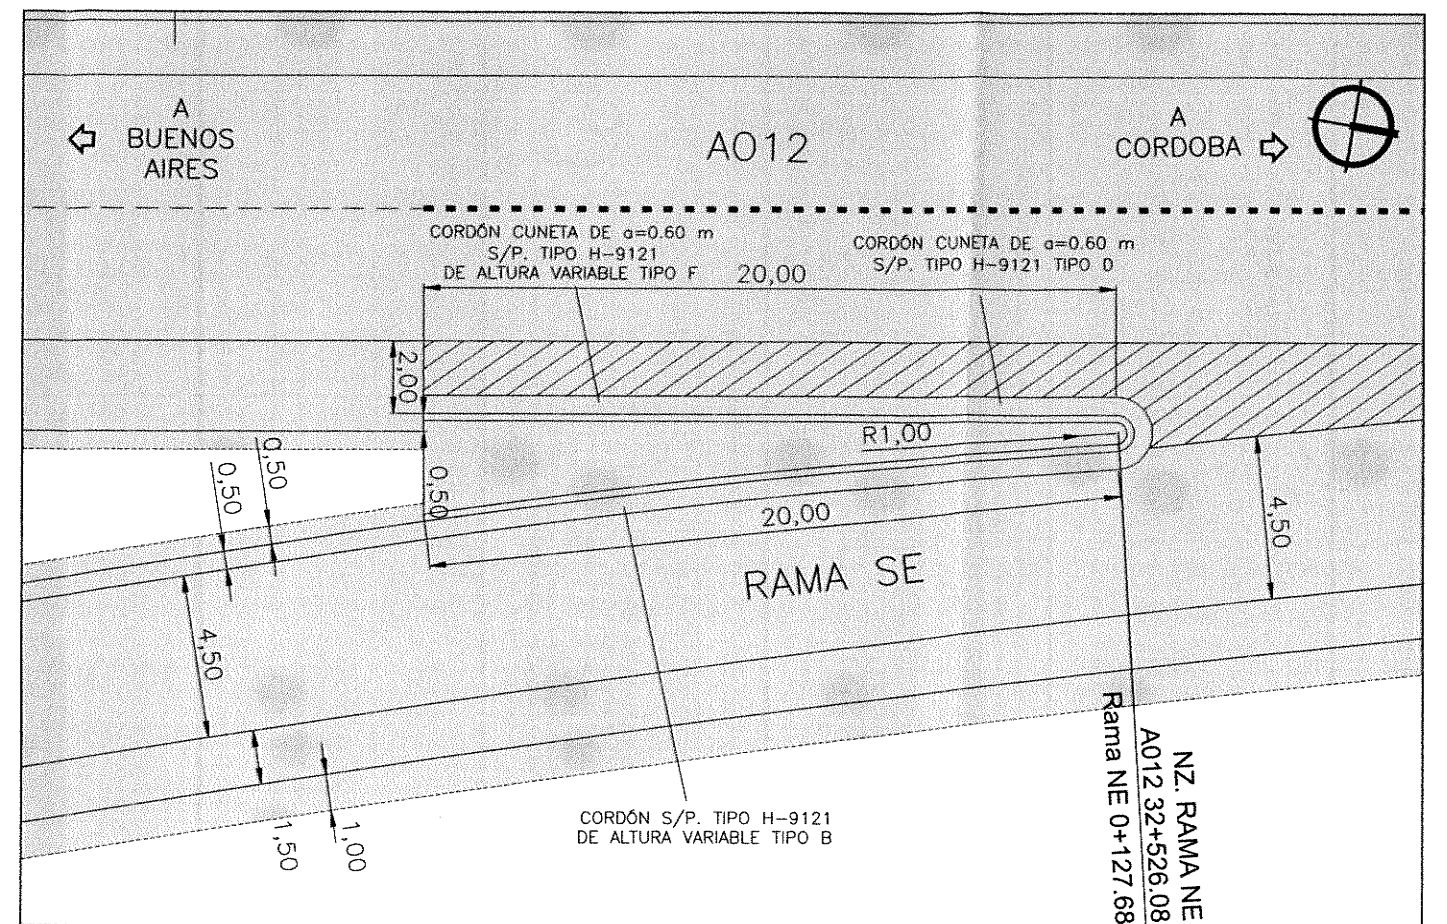 A
BUENOS
AIRES
AO12
A
CORDOBA
CORDÓN CUNETA DE a=0.60 m
S/P. TIPO H-9121
DE ALTURA VARIABLE TIPO F
20,00
CORDÓN CUNETA DE a=0.60 m
S/P. TIPO H-9121 TIPO D
2,00
R1,00
0,50
0,50
0,50
20,00
4,50
RAMA SE
4,50
1,50
1,00
CORDÓN S/P. TIPO H-9121
DE ALTURA VARIABLE TIPO B
NZ. RAMA NE
A012 32+526.08
Rama NE 0+127.68